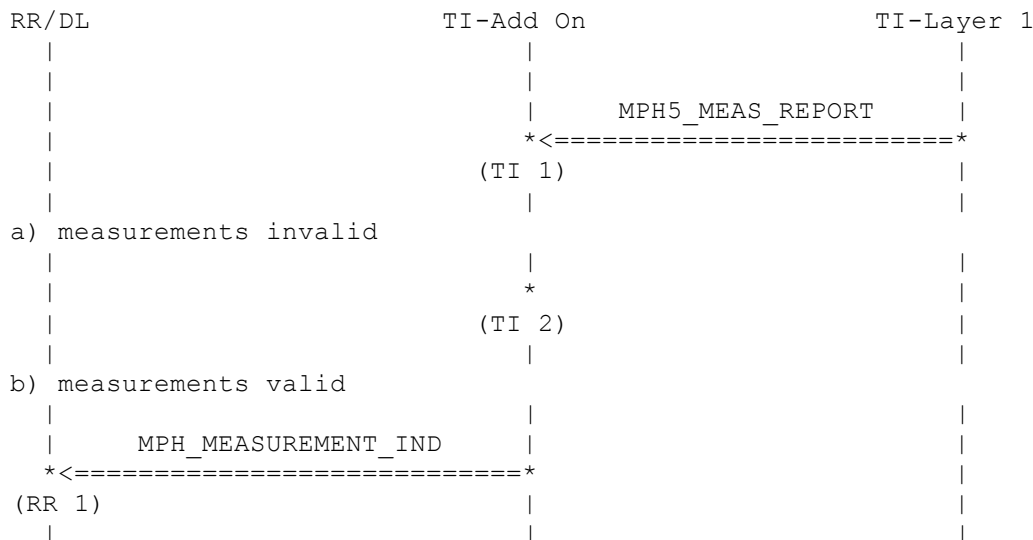 RR/DL TI-Add On TI-Layer 1
| | |
| | |
| | MPH5_MEAS_REPORT |
| *<=========================*
| (TI 1) |
| | |
a) measurements invalid
| | |
| * |
| (TI 2) |
| | |
b) measurements valid
| | |
| MPH_MEASUREMENT_IND | |
*<============================* |
(RR 1) | |
| | |